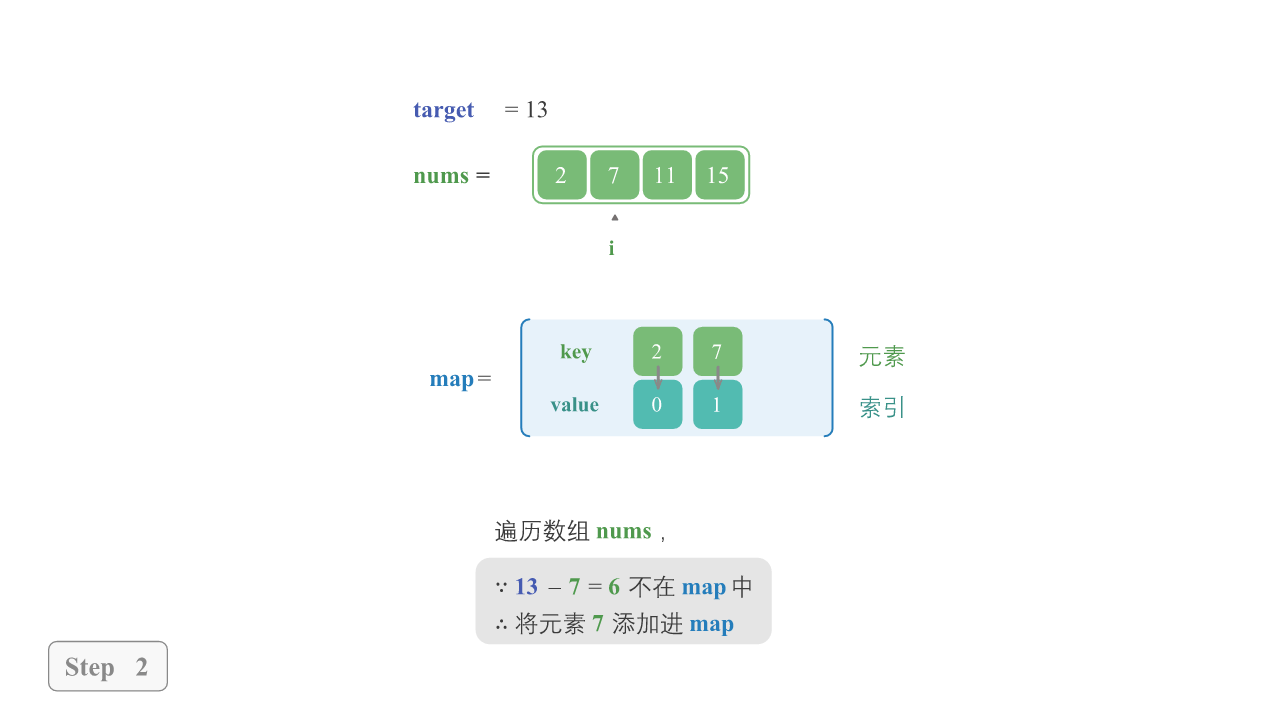 target = 13
nums = 2 7 11 15
i
key 2 7 元素
map =
value 0 1 索引
遍历数组 nums，
∵ 13 – 7 = 6 不在 map 中
∴ 将元素 7 添加进 map
Step 2